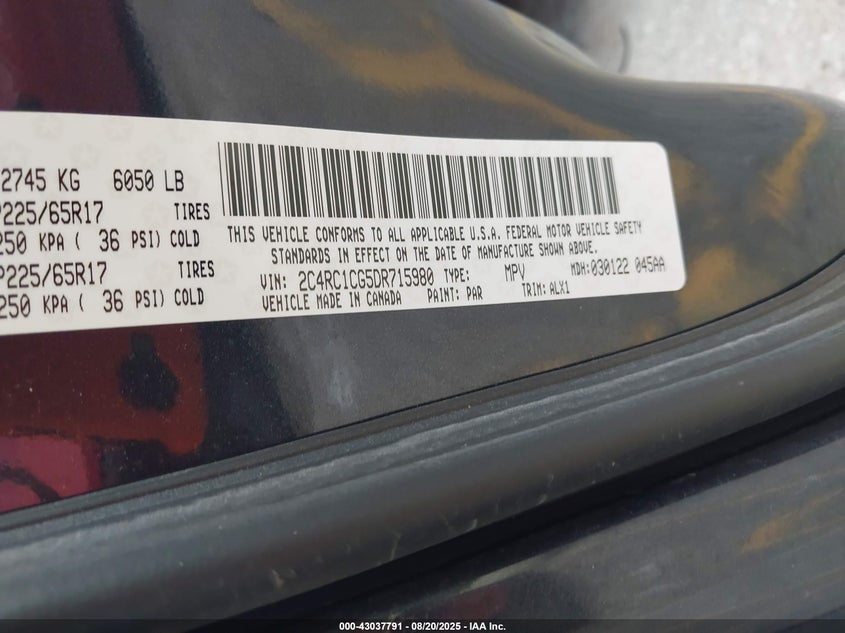 2745 KG 6050 LB
P225/65R17 TIRES
250 KPA ( 36 PSI) COLD
P225/65R17 TIRES
250 KPA ( 36 PSI) COLD
THIS VEHICLE CONFORMS TO ALL APPLICABLE U.S.A. FEDERAL MOTOR VEHICLE SAFETY
STANDARDS IN EFFECT ON THE DATE OF MANUFACTURE SHOWN ABOVE.
VIN: 2C4RC1CG5DR715980 TYPE: MPV MDH:030122 045AA
VEHICLE MADE IN CANADA PAINT: PAR TRIM: ALX1
000-43037791 - 08/20/2025 - IAA Inc.